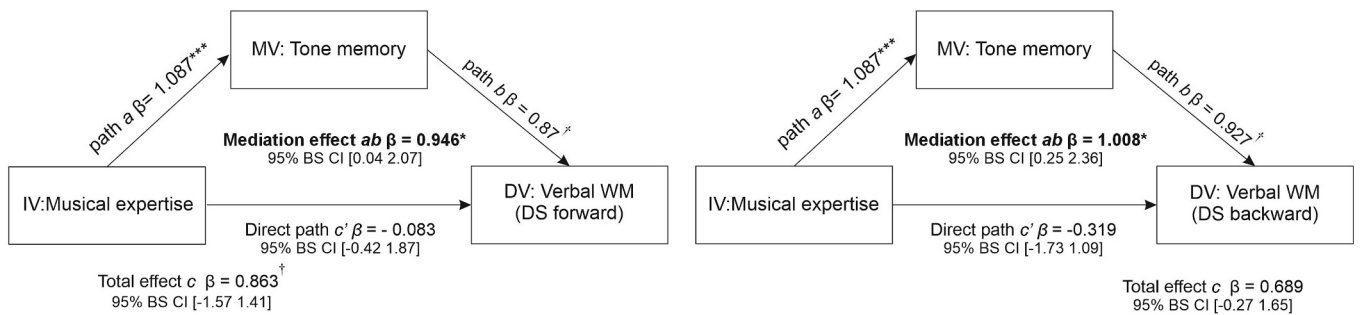 MV: Tone memory
path a β= 1.087***
path b β = 0.87 †
Mediation effect ab β = 0.946*
95% BS CI [0.04 2.07]
IV:Musical expertise
DV: Verbal WM
(DS forward)
Direct path c’ β = - 0.083
95% BS CI [-0.42 1.87]
Total effect c β = 0.863†
95% BS CI [-1.57 1.41]
MV: Tone memory
path a β= 1.087***
path b β = 0.927 †
Mediation effect ab β = 1.008*
95% BS CI [0.25 2.36]
IV:Musical expertise
DV: Verbal WM
(DS backward)
Direct path c’ β = -0.319
95% BS CI [-1.73 1.09]
Total effect c β = 0.689
95% BS CI [-0.27 1.65]